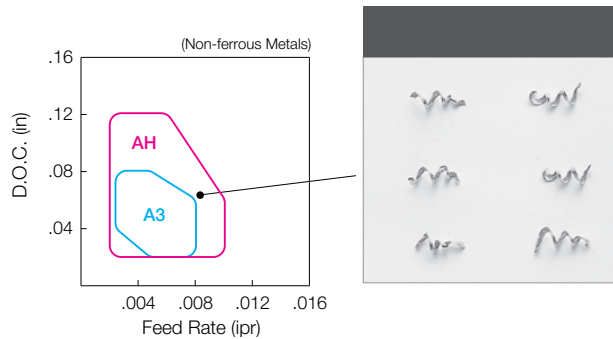 (Non-ferrous Metals)
.16
.12
.08
.04
D.O.C. (in)
AH
A3
.004
.008
.012
.016
Feed Rate (ipr)